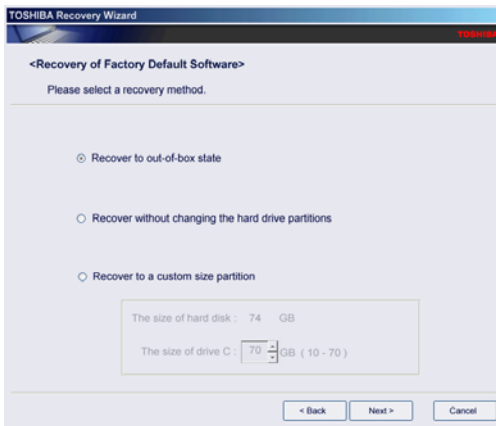 TOSHIBA Recovery Wizard
TOSHIBA
<Recovery of Factory Default Software>
Please select a recovery method.
Recover to out-of-box state
Recover without changing the hard drive partitions
Recover to a custom size partition
The size of hard disk : 74 GB
The size of drive C : 70 GB ( 10 - 70 )
< Back Next > Cancel